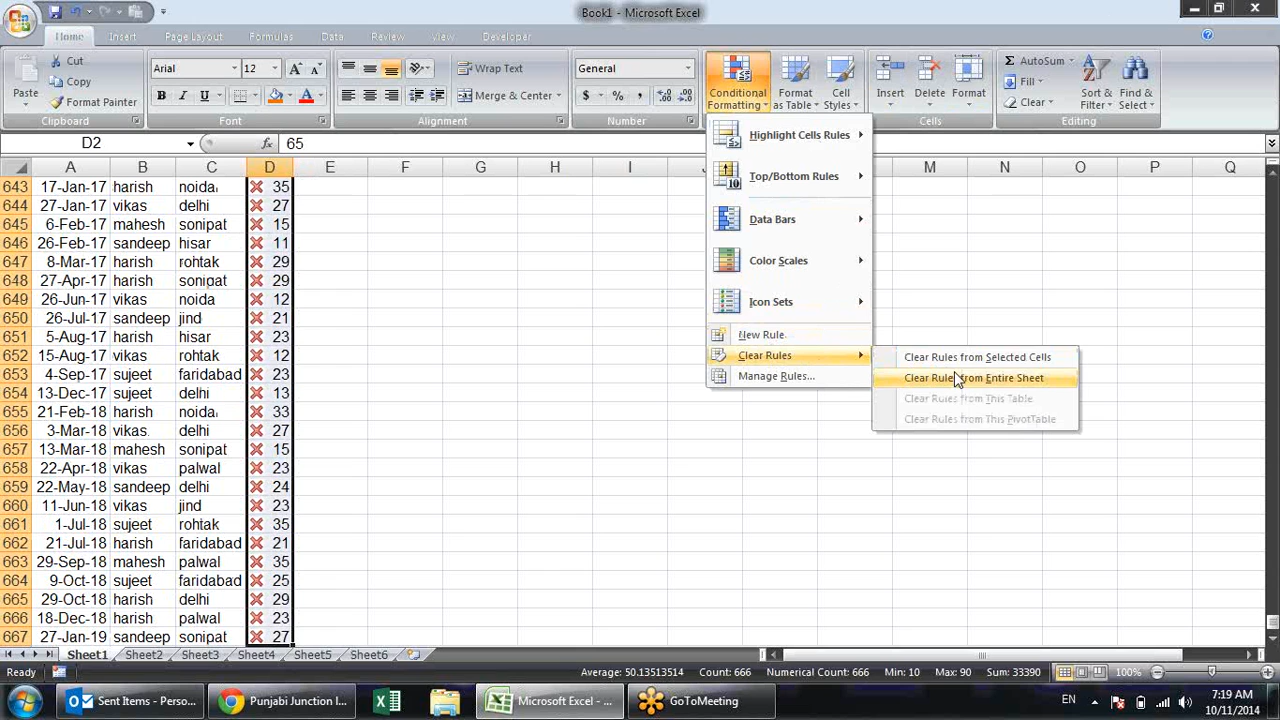 Book1 - Microsoft Excel
Home Insert Page Layout Formulas Data Review View Developer
Cut
Copy
Format Painter
Paste
Clipboard
Arial 12
B I U
Font
Wrap Text
Merge & Center
Alignment
General
$ % ,
Number
Conditional Formatting
Format as Table
Cell Styles
Insert Delete Format
Cells
AutoSum
Fill
Clear
Sort & Filter
Find & Select
Editing
D2 fx 65
A B C D E F G H I J M N O P Q
643 17-Jan-17 harish noida 35
644 27-Jan-17 vikas delhi 27
645 6-Feb-17 mahesh sonipat 15
646 26-Feb-17 sandeep hisar 11
647 8-Mar-17 harish rohtak 29
648 27-Apr-17 harish sonipat 29
649 26-Jun-17 vikas noida 12
650 26-Jul-17 sandeep jind 21
651 5-Aug-17 harish hisar 23
652 15-Aug-17 vikas rohtak 12
653 4-Sep-17 sujeet faridabad 23
654 13-Dec-17 sujeet delhi 13
655 21-Feb-18 harish noida 33
656 3-Mar-18 vikas delhi 27
657 13-Mar-18 mahesh sonipat 15
658 22-Apr-18 vikas palwal 23
659 22-May-18 sandeep delhi 24
660 11-Jun-18 vikas jind 23
661 1-Jul-18 sujeet rohtak 35
662 21-Jul-18 harish faridabad 21
663 29-Sep-18 mahesh palwal 35
664 9-Oct-18 sujeet faridabad 25
665 29-Oct-18 harish delhi 29
666 18-Dec-18 harish palwal 23
667 27-Jan-19 sandeep sonipat 27
Highlight Cells Rules
Top/Bottom Rules
Data Bars
Color Scales
Icon Sets
New Rule
Clear Rules
Manage Rules...
Clear Rules from Selected Cells
Clear Rules from Entire Sheet
Clear Rules from This Table
Clear Rules from This PivotTable
Sheet1 Sheet2 Sheet3 Sheet4 Sheet5 Sheet6
Ready Average: 50.13513514 Count: 666 Numerical Count: 666 Min: 10 Max: 90 Sum: 33390 100%
Sent Items - Perso... Punjabi Junction I... Microsoft Excel - ... GoToMeeting EN 7:19 AM
10/11/2014